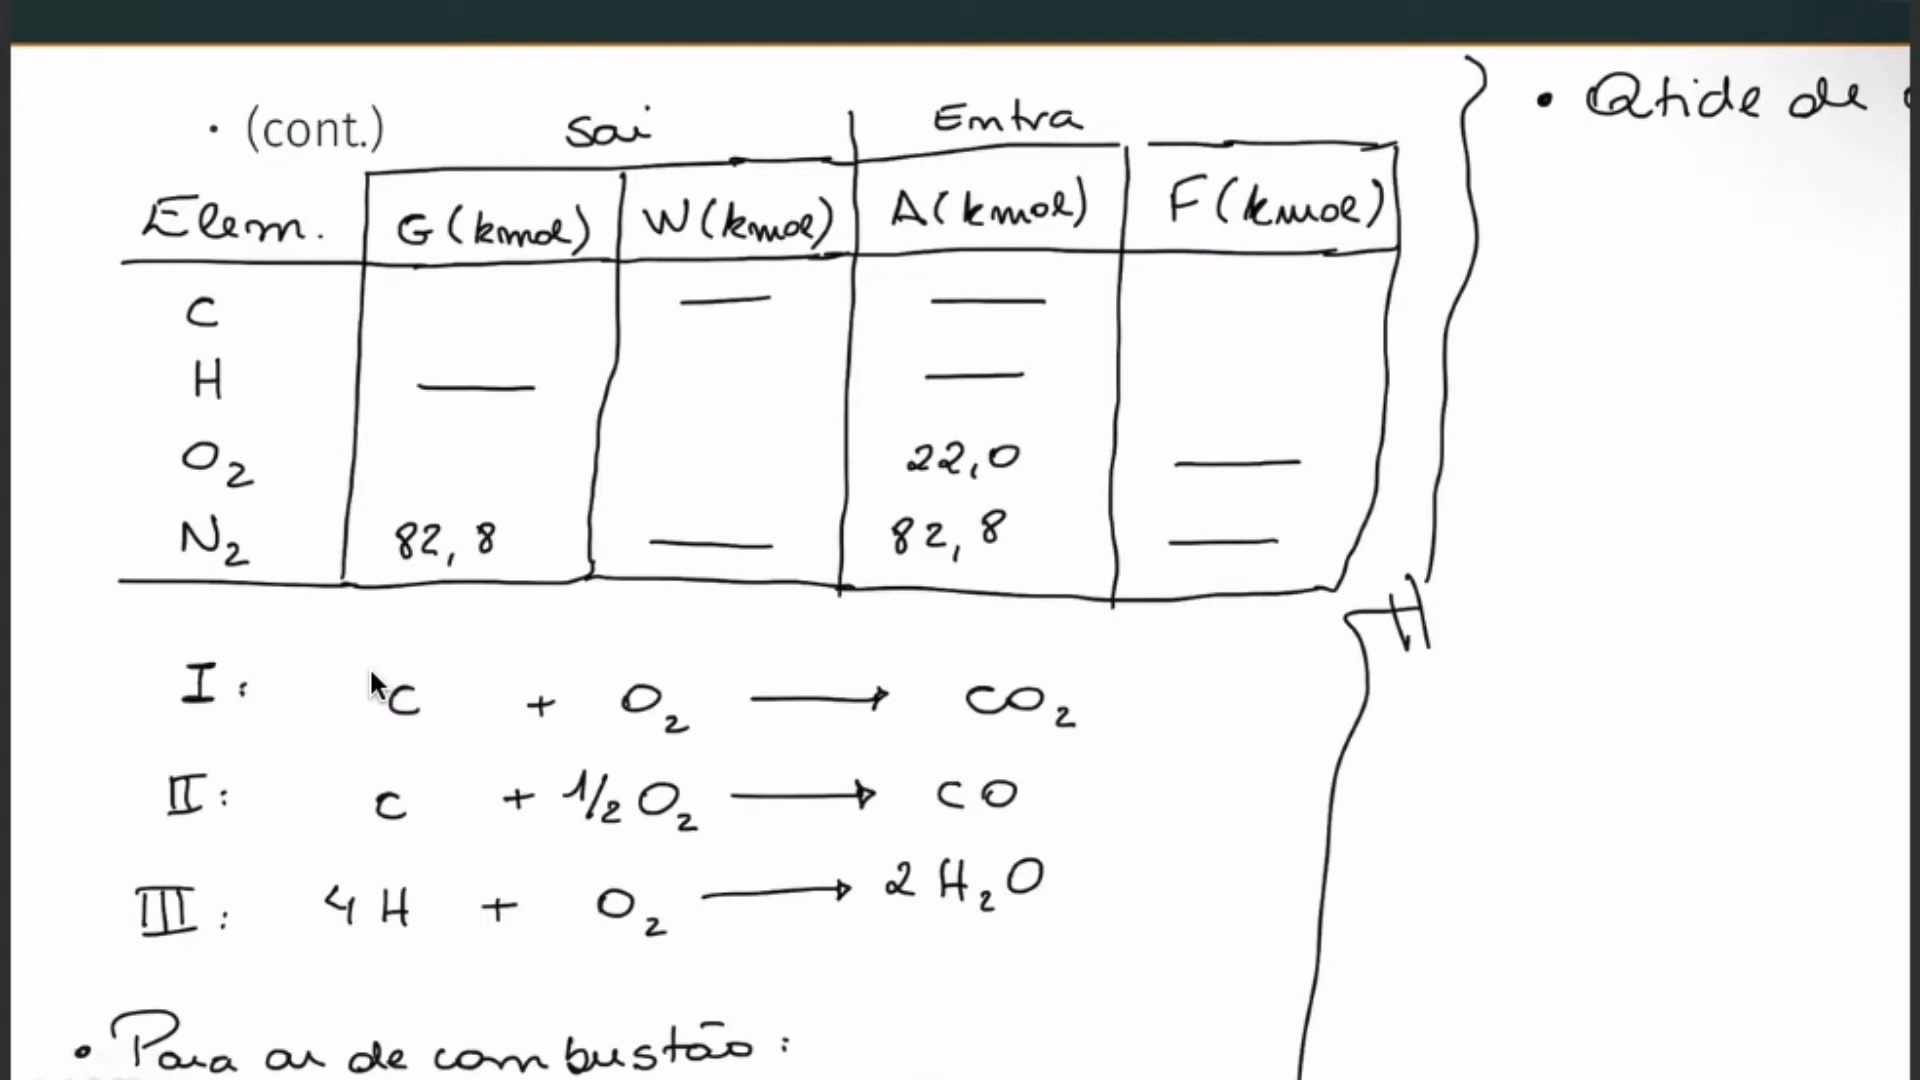 • (cont.)
Sai
Entra
• Qtide de
Elem.
G (kmol)
W (kmol)
A (kmol)
F (kmol)
C
—
—
H
—
—
O2
22,0
—
N2
82,8
—
82,8
—
H
I: C + O2 → CO2
II: C + 1/2 O2 → CO
III: 4 H + O2 → 2 H2O
• Para ar de combustão: